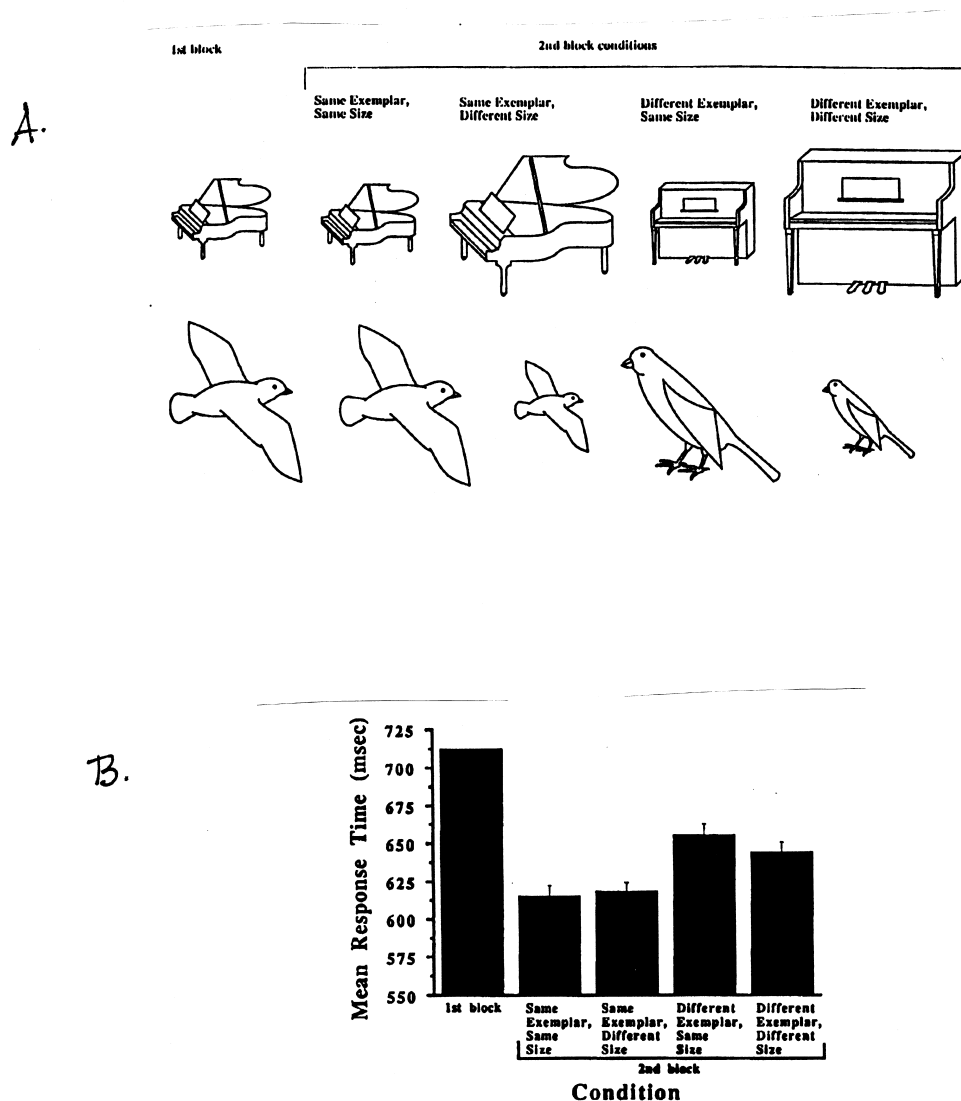 1st block
2nd block conditions
A.
Same Exemplar,
Same Size
Same Exemplar,
Different Size
Different Exemplar,
Same Size
Different Exemplar,
Different Size
B.
Mean Response Time (msec)
725
700
675
650
625
600
575
550
1st block
Same
Exemplar,
Same
Size
Same
Exemplar,
Different
Size
Different
Exemplar,
Same
Size
Different
Exemplar,
Different
Size
2nd block
Condition